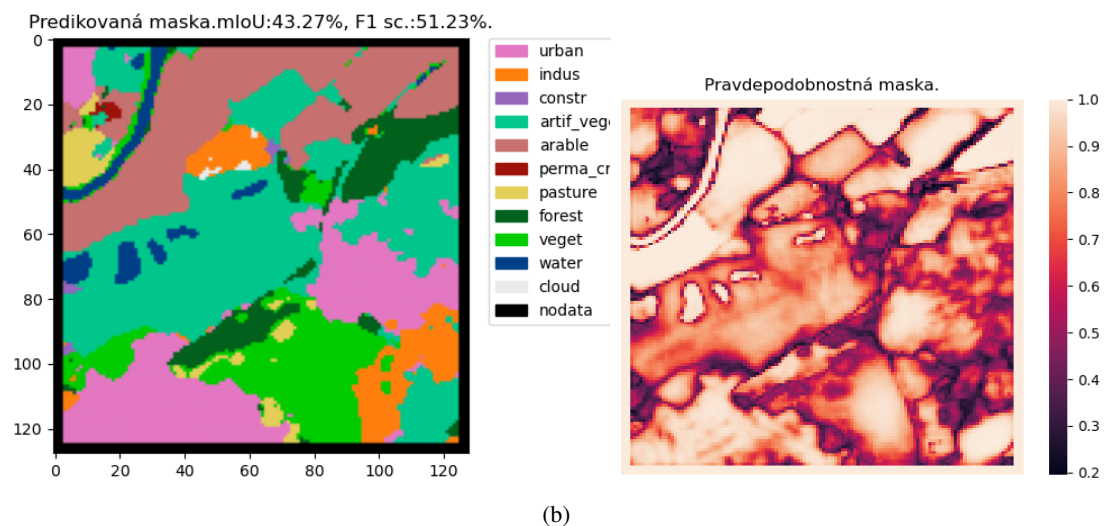 Predikovaná maska.mIoU:43.27%, F1 sc.:51.23%.
0
20
40
60
80
100
120
0 20 40 60 80 100 120
urban
indus
constr
artif_vege
arable
perma_cr
pasture
forest
veget
water
cloud
nodata
Pravdepodobnostná maska.
1.0
0.9
0.8
0.7
0.6
0.5
0.4
0.3
0.2
(b)